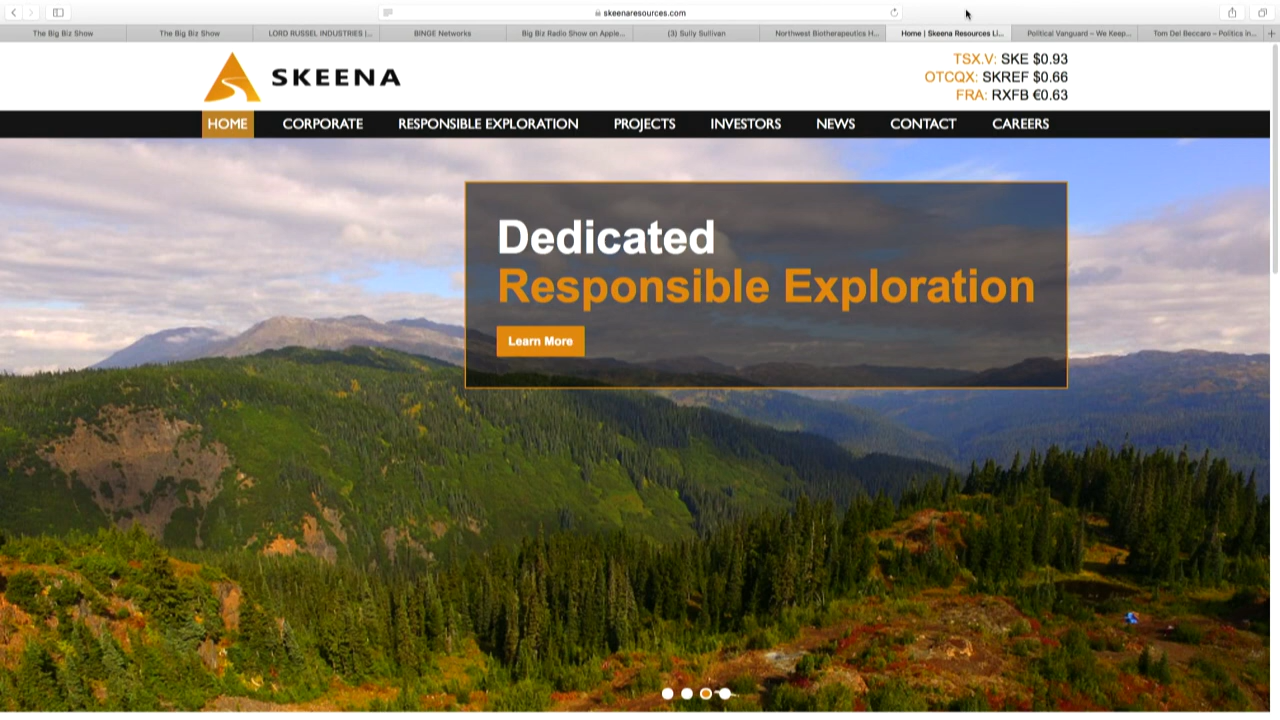 skeenaresources.com
The Big Biz Show
The Big Biz Show
LORD RUSSEL INDUSTRIES |...
BINGE Networks
Big Biz Radio Show on Apple...
(3) Sully Sullivan
Northwest Biotherapeutics H...
Home | Skeena Resources Li...
Political Vanguard – We Keep...
Tom Del Beccaro – Politics in...
SKEENA
TSX.V: SKE $0.93
OTCQX: SKREF $0.66
FRA: RXFB €0.63
HOME CORPORATE RESPONSIBLE EXPLORATION PROJECTS INVESTORS NEWS CONTACT CAREERS
Dedicated
Responsible Exploration
Learn More